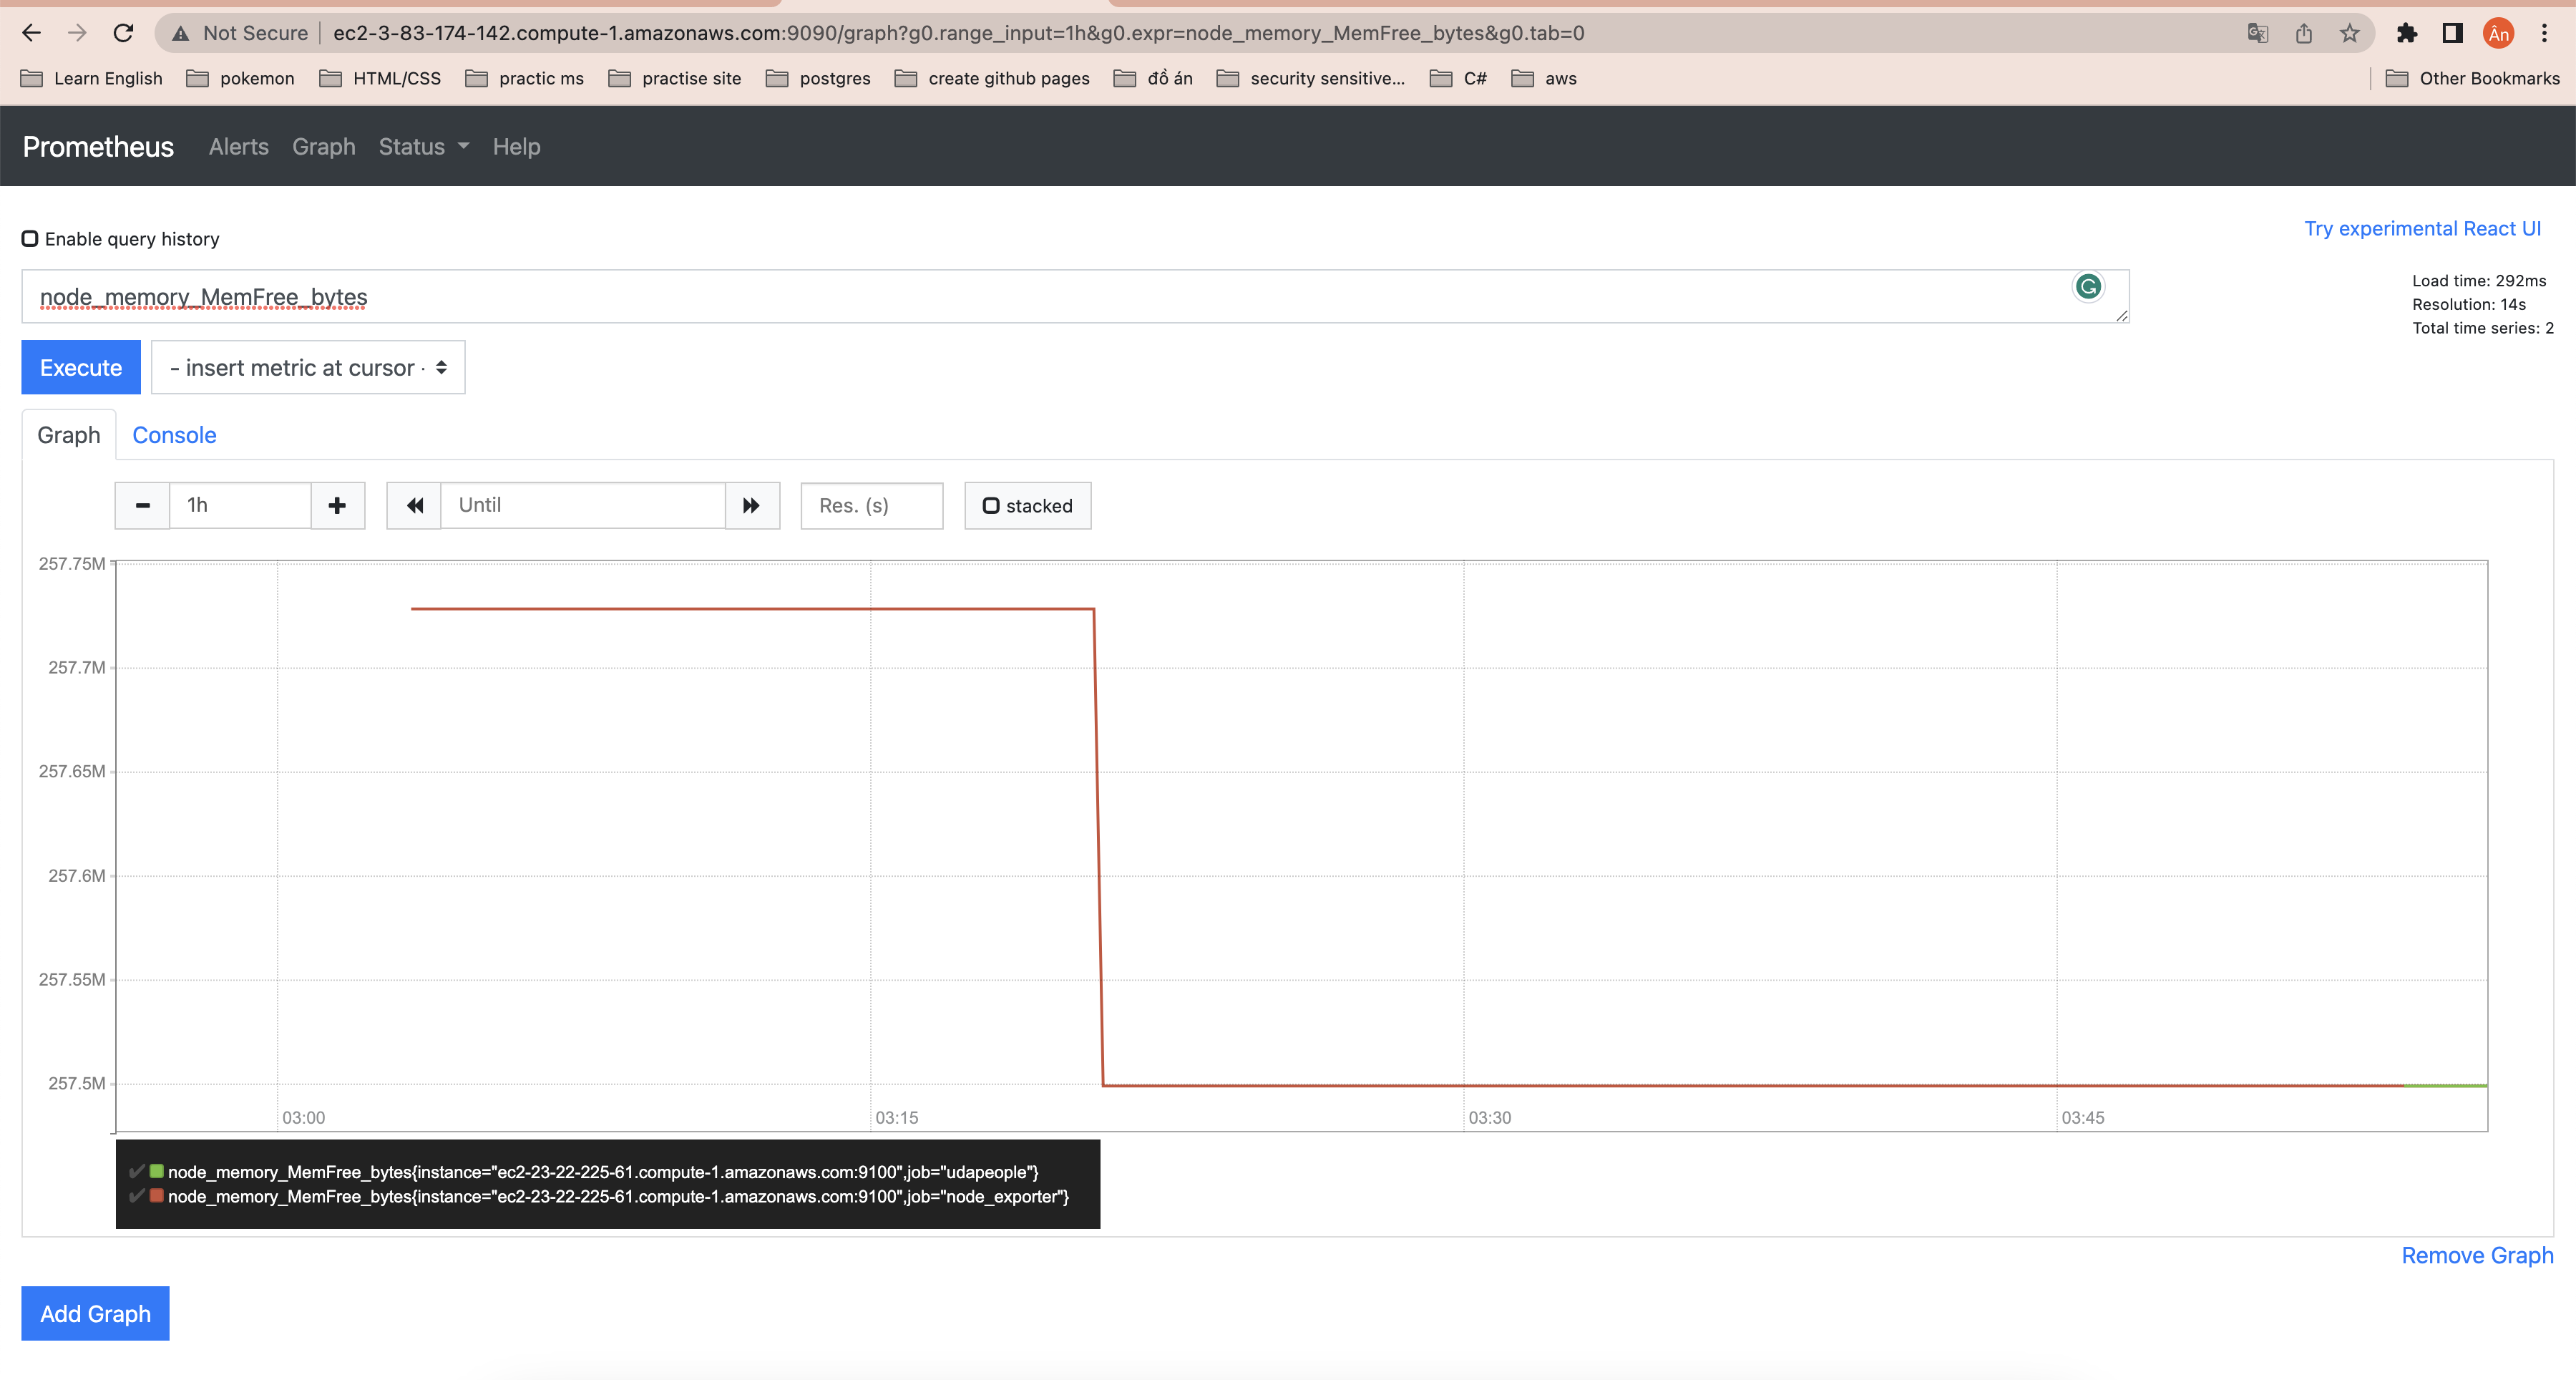 Not Secure | ec2-3-83-174-142.compute-1.amazonaws.com:9090/graph?g0.range_input=1h&g0.expr=node_memory_MemFree_bytes&g0.tab=0 Ân
Learn English pokemon HTML/CSS practic ms practise site postgres create github pages đồ án security sensitive... C# aws Other Bookmarks
Prometheus Alerts Graph Status Help
Try experimental React UI
Enable query history
node_memory_MemFree_bytes
Load time: 292ms
Resolution: 14s
Total time series: 2
Execute - insert metric at cursor -
Graph Console
1h Until Res. (s) stacked
257.75M
257.7M
257.65M
257.6M
257.55M
257.5M
03:00 03:15 03:30 03:45
node_memory_MemFree_bytes{instance="ec2-23-22-225-61.compute-1.amazonaws.com:9100",job="udapeople"}
node_memory_MemFree_bytes{instance="ec2-23-22-225-61.compute-1.amazonaws.com:9100",job="node_exporter"}
Remove Graph
Add Graph